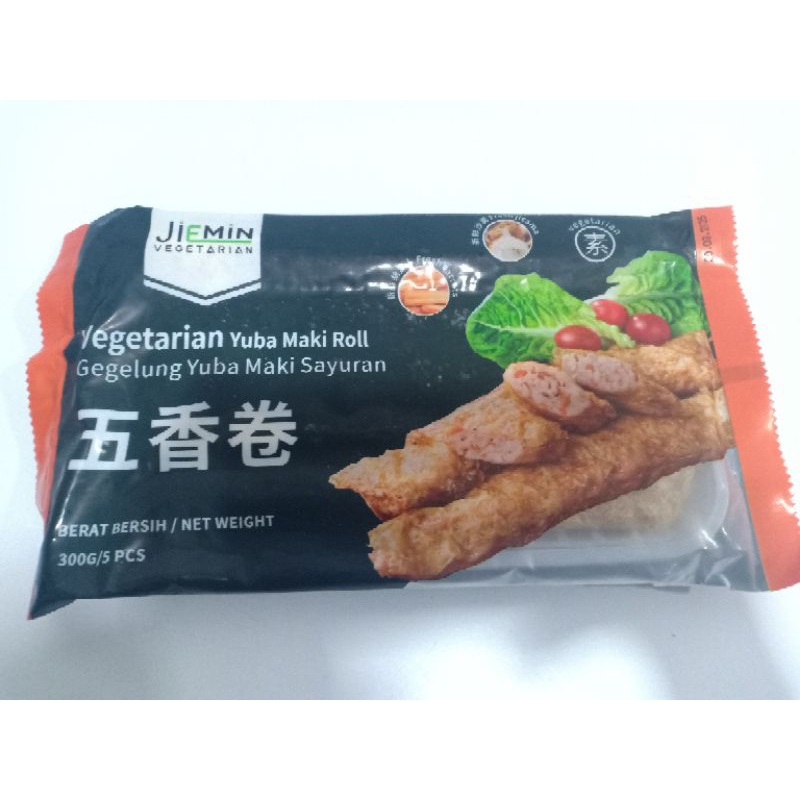 JiEMiN
VEGETARIAN
Vegetarian Yuba Maki Roll
Gegelung Yuba Maki Sayuran
五香卷
BERAT BERSIH / NET WEIGHT
300G/5 PCS
vegetarian
素